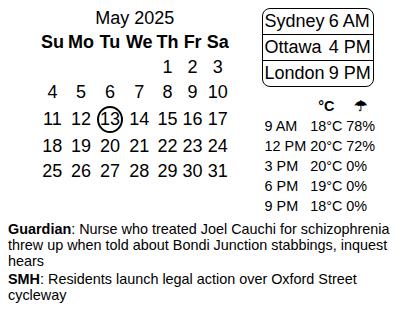 May 2025
Su Mo Tu We Th Fr Sa
1 2 3
4 5 6 7 8 9 10
11 12 13 14 15 16 17
18 19 20 21 22 23 24
25 26 27 28 29 30 31
Sydney 6 AM
Ottawa 4 PM
London 9 PM
°C ☂
9 AM 18°C 78%
12 PM 20°C 72%
3 PM 20°C 0%
6 PM 19°C 0%
9 PM 18°C 0%
Guardian: Nurse who treated Joel Cauchi for schizophrenia
threw up when told about Bondi Junction stabbings, inquest
hears
SMH: Residents launch legal action over Oxford Street
cycleway